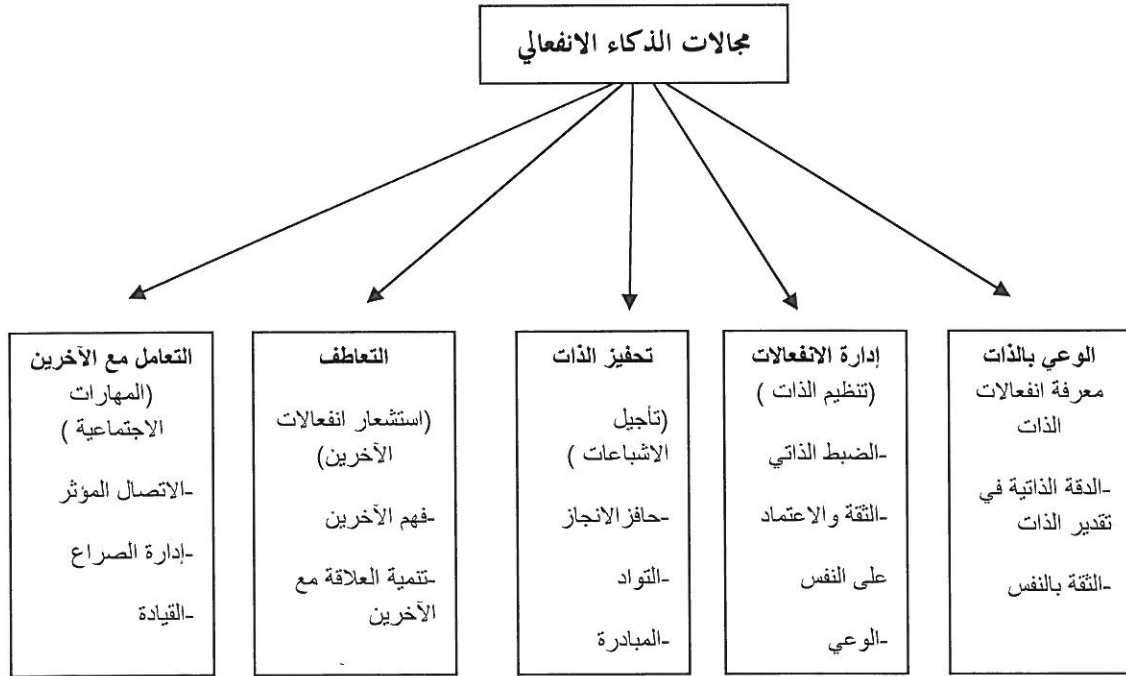 مجالات الذكاء الانفعالي
الوعي بالذات
معرفة انفعالات
الذات
-الدقة الذاتية في
تقدير الذات
-الثقة بالنفس
إدارة الانفعالات
(تنظيم الذات )
-الضبط الذاتي
-الثقة والاعتماد
على النفس
-الوعي
تحفيز الذات
(تأجيل
الاشباعات )
-حافز الانجاز
-التواد
-المبادرة
التعاطف
(استشعار انفعالات
الآخرين)
-فهم الآخرين
-تنمية العلاقة مع
الآخرين
التعامل مع الآخرين
(المهارات
الاجتماعية )
-الاتصال المؤثر
-إدارة الصراع
-القيادة